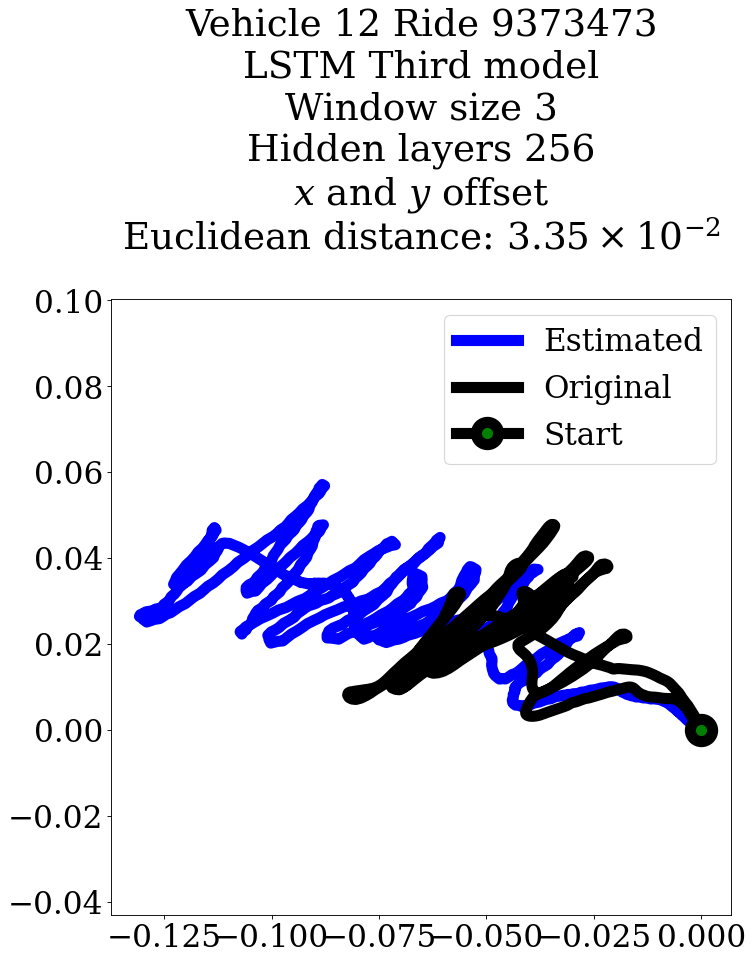 Vehicle 12 Ride 9373473
LSTM Third model
Window size 3
Hidden layers 256
x and y offset
Euclidean distance: 3.35 × 10⁻²
Estimated
Original
Start
0.10
0.08
0.06
0.04
0.02
0.00
−0.02
−0.04
−0.125 −0.100 −0.075 −0.050 −0.025 0.000